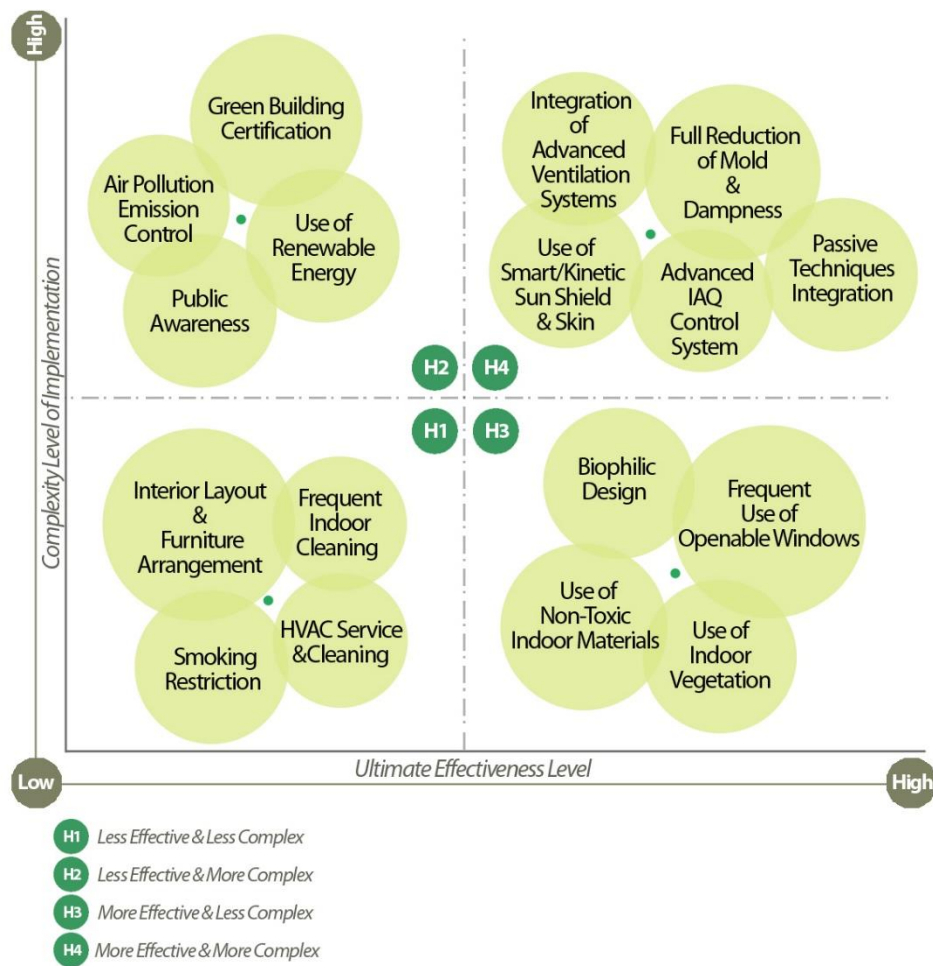 High
Complexity Level of Implementation
Green Building
Certification
Air Pollution
Emission
Control
Use of
Renewable
Energy
Public
Awareness
Integration
of
Advanced
Ventilation
Systems
Full Reduction
of Mold
&
Dampness
Use of
Smart/Kinetic
Sun Shield
& Skin
Advanced
IAQ
Control
System
Passive
Techniques
Integration
H2
H4
H1
H3
Interior Layout
&
Furniture
Arrangement
Frequent
Indoor
Cleaning
Smoking
Restriction
HVAC Service
&Cleaning
Biophilic
Design
Frequent
Use of
Openable Windows
Use of
Non-Toxic
Indoor Materials
Use of
Indoor
Vegetation
Low
Ultimate Effectiveness Level
High
H1 Less Effective & Less Complex
H2 Less Effective & More Complex
H3 More Effective & Less Complex
H4 More Effective & More Complex